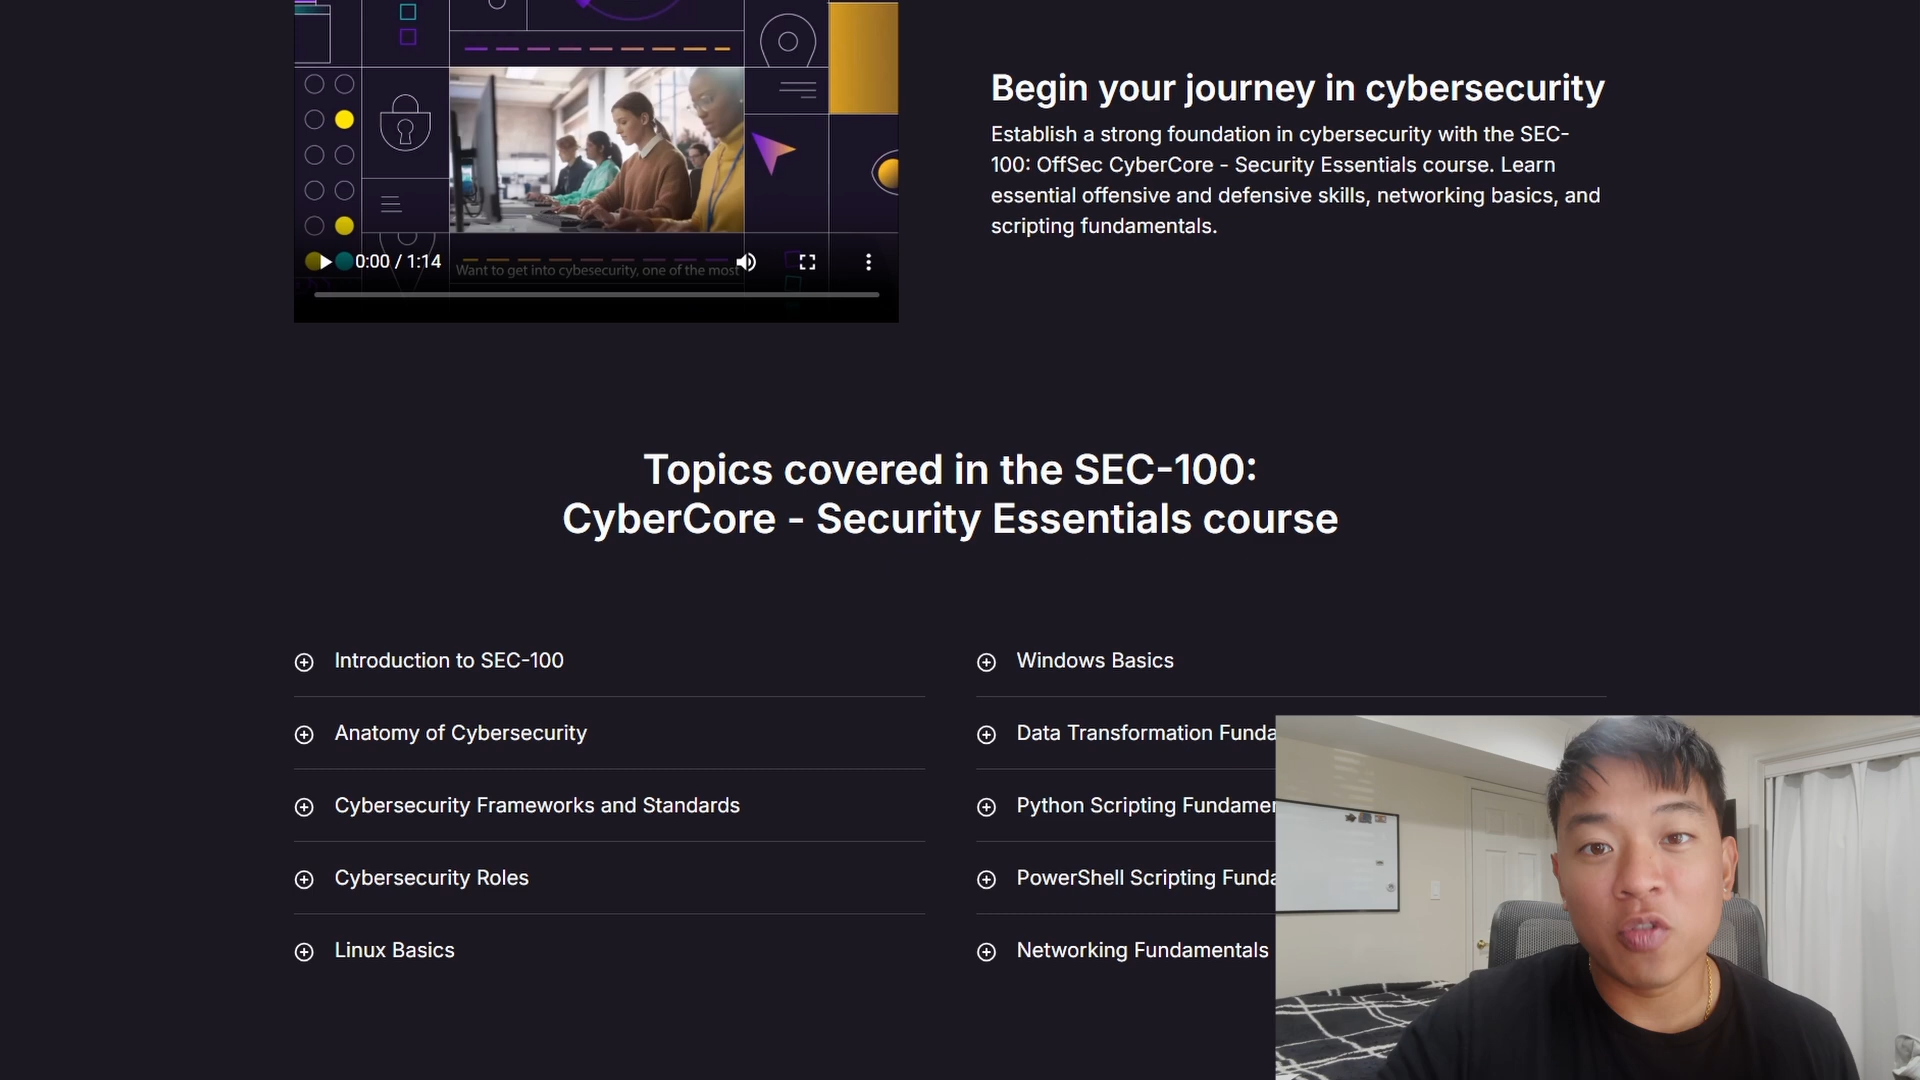 Begin your journey in cybersecurity
Establish a strong foundation in cybersecurity with the SEC-
100: OffSec CyberCore - Security Essentials course. Learn
essential offensive and defensive skills, networking basics, and
scripting fundamentals.
0:00 / 1:14
Want to get into cybesecurity, one of the most
Topics covered in the SEC-100:
CyberCore - Security Essentials course
Introduction to SEC-100
Anatomy of Cybersecurity
Cybersecurity Frameworks and Standards
Cybersecurity Roles
Linux Basics
Windows Basics
Data Transformation Funda
Python Scripting Fundamen
PowerShell Scripting Funda
Networking Fundamentals